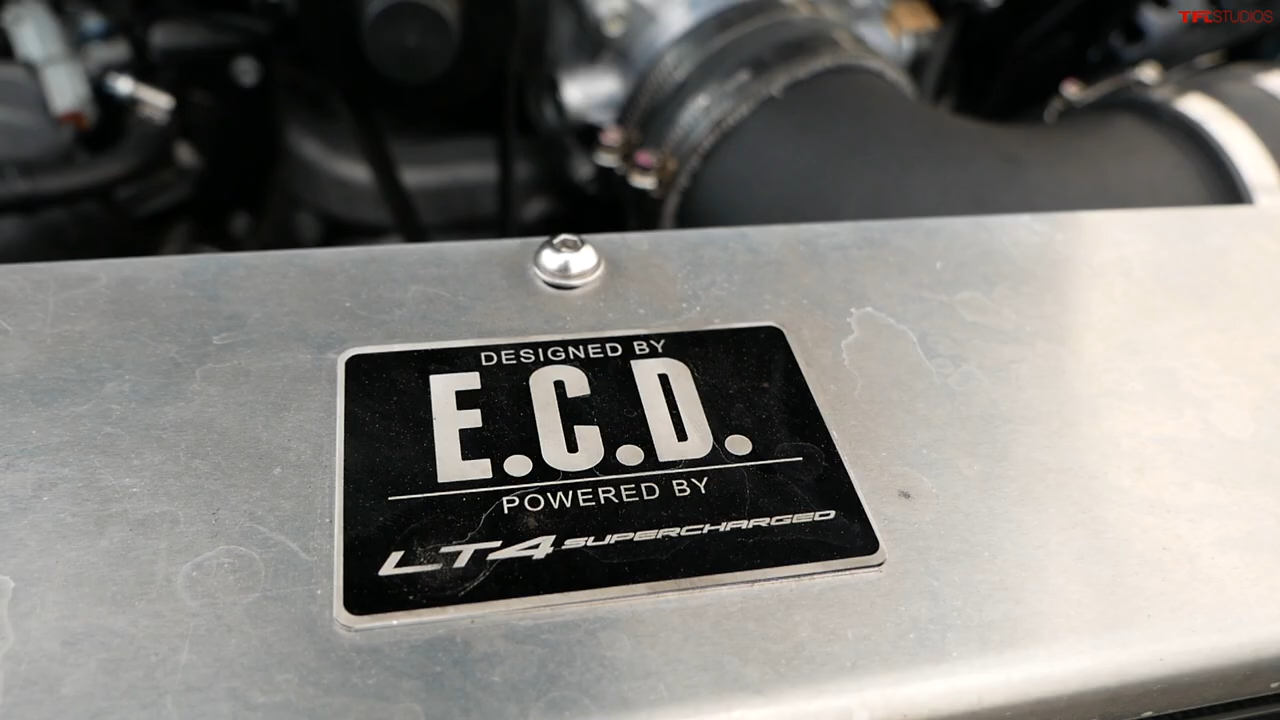 TFLSTUDIOS
DESIGNED BY
E.C.D.
POWERED BY
LT4 SUPERCHARGED